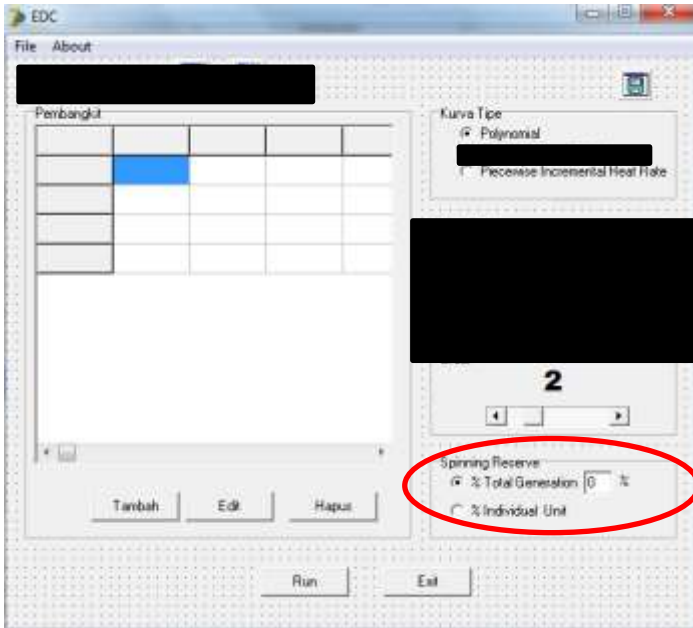 EDC
File About
Pembangkit
Kurva Tipe
Polynomial
Piecewise Incremental Heat Rate
2
Spinning Reserve
% Total Generation 0 %
% Individual Unit
Tambah Edit Hapus
Run Exit